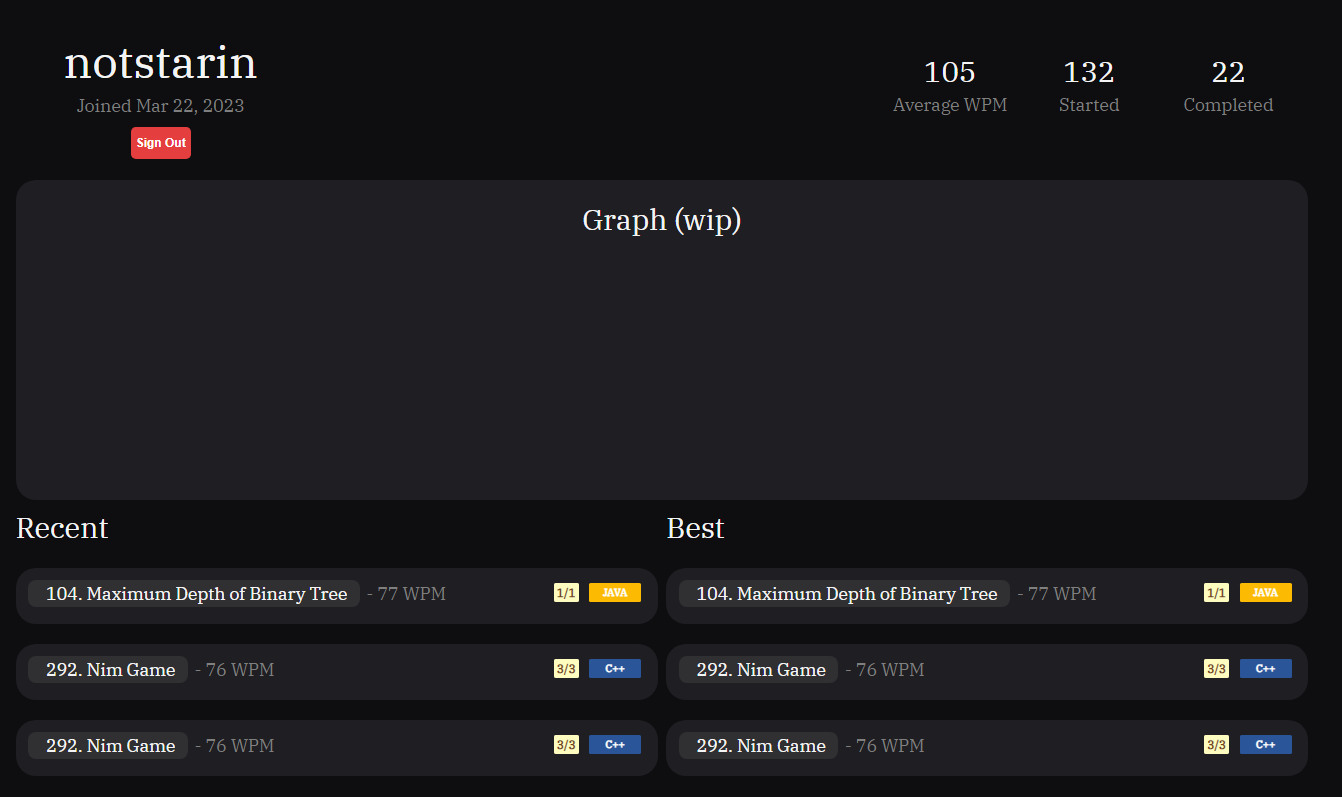 notstarin
Joined Mar 22, 2023
Sign Out
105
Average WPM
132
Started
22
Completed
Graph (wip)
Recent
104. Maximum Depth of Binary Tree - 77 WPM 1/1 JAVA
292. Nim Game - 76 WPM 3/3 C++
292. Nim Game - 76 WPM 3/3 C++
Best
104. Maximum Depth of Binary Tree - 77 WPM 1/1 JAVA
292. Nim Game - 76 WPM 3/3 C++
292. Nim Game - 76 WPM 3/3 C++